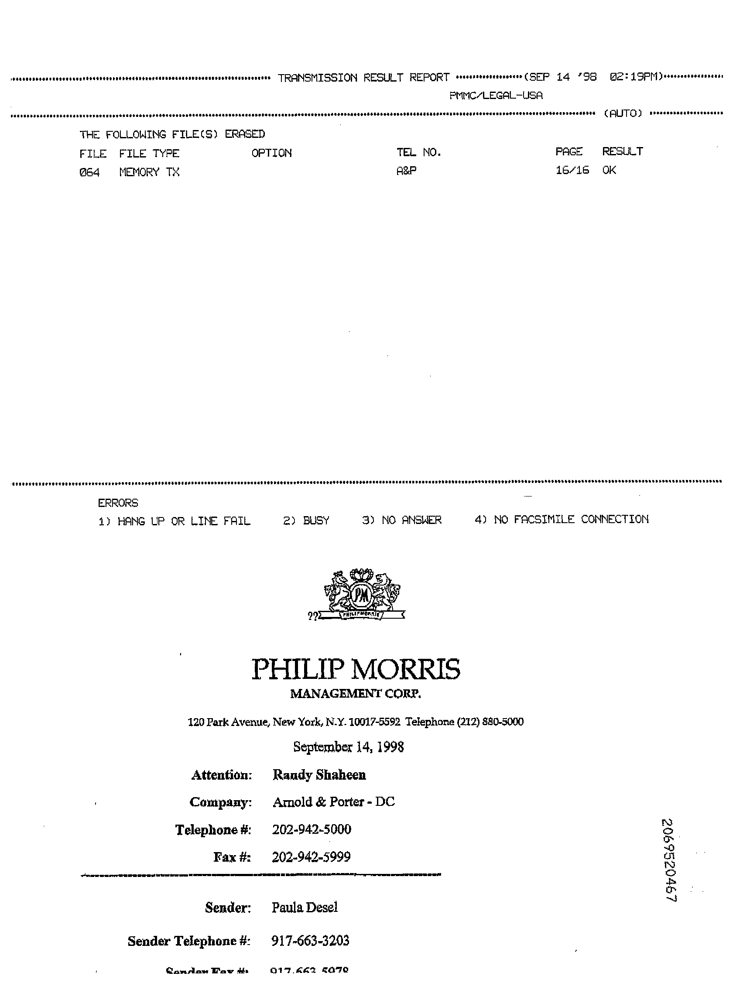 TRANSMISSION RESULT REPORT (SEP 14 '98 02:19PM)
PMMC/LEGAL-USA
(AUTO)
THE FOLLOWING FILE(S) ERASED
FILE FILE TYPE OPTION TEL NO. PAGE RESULT
064 MEMORY TX A&P 16/16 OK
ERRORS
1) HANG UP OR LINE FAIL 2) BUSY 3) NO ANSWER 4) NO FACSIMILE CONNECTION
PM
??
PHILIP MORRIS
PHILIP MORRIS
MANAGEMENT CORP.
120 Park Avenue, New York, N.Y. 10017-5592 Telephone (212) 880-5000
September 14, 1998
Attention: Randy Shaheen
Company: Arnold & Porter - DC
Telephone #: 202-942-5000
Fax #: 202-942-5999
Sender: Paula Desel
Sender Telephone #: 917-663-3203
Sender Fax #:
2069520467